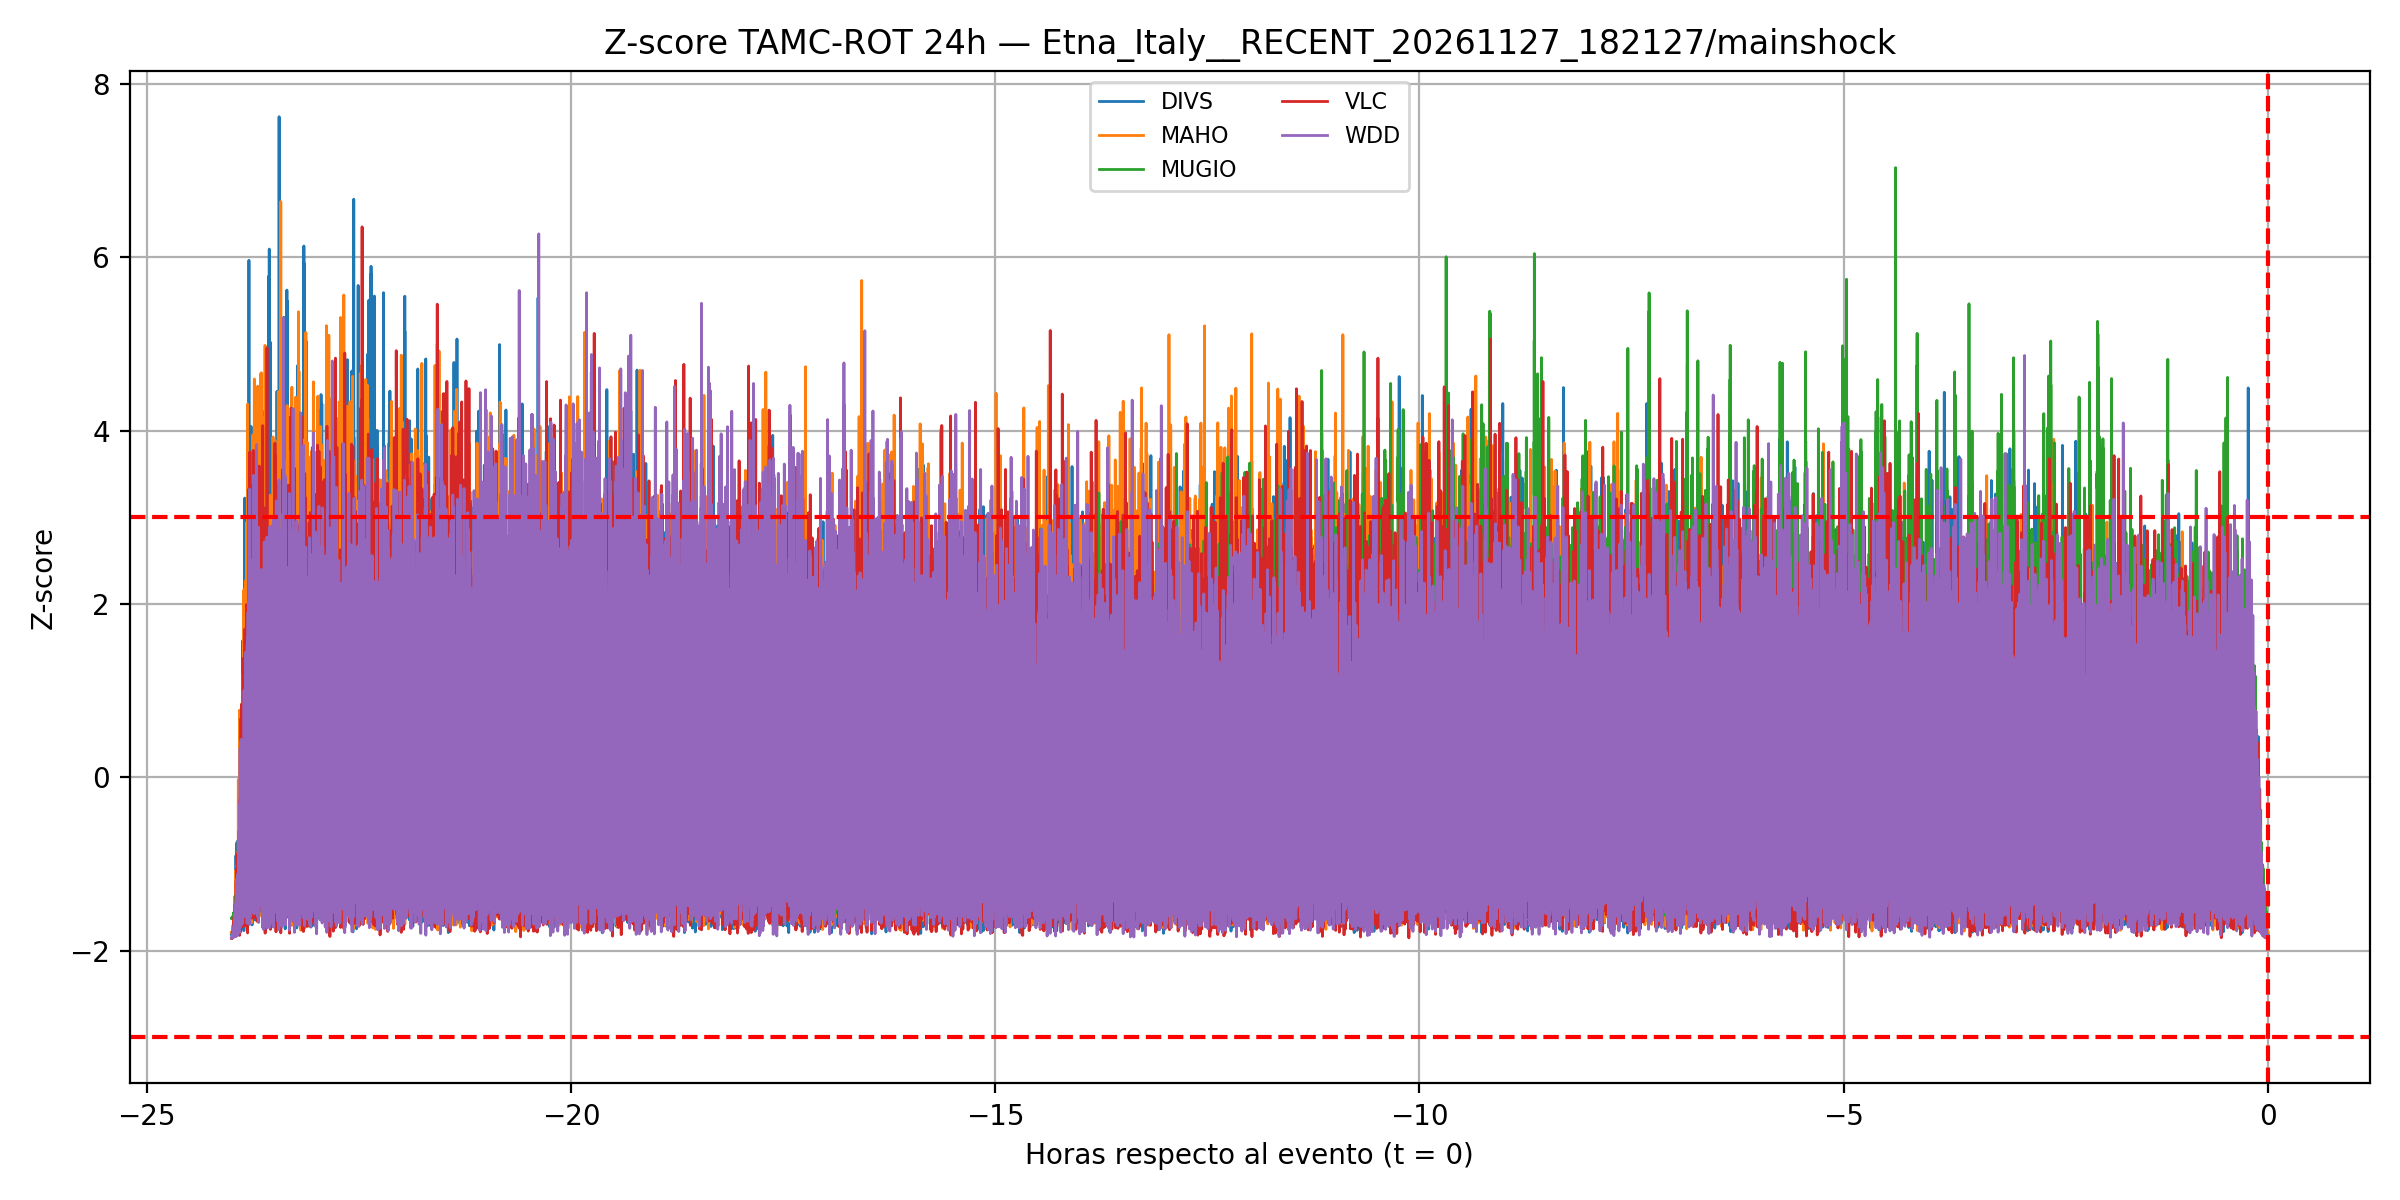 Z-score TAMC-ROT 24h — Etna_Italy__RECENT_20261127_182127/mainshock
DIVS
MAHO
MUGIO
VLC
WDD
Z-score
8
6
4
2
0
−2
−25
−20
−15
−10
−5
0
Horas respecto al evento (t = 0)